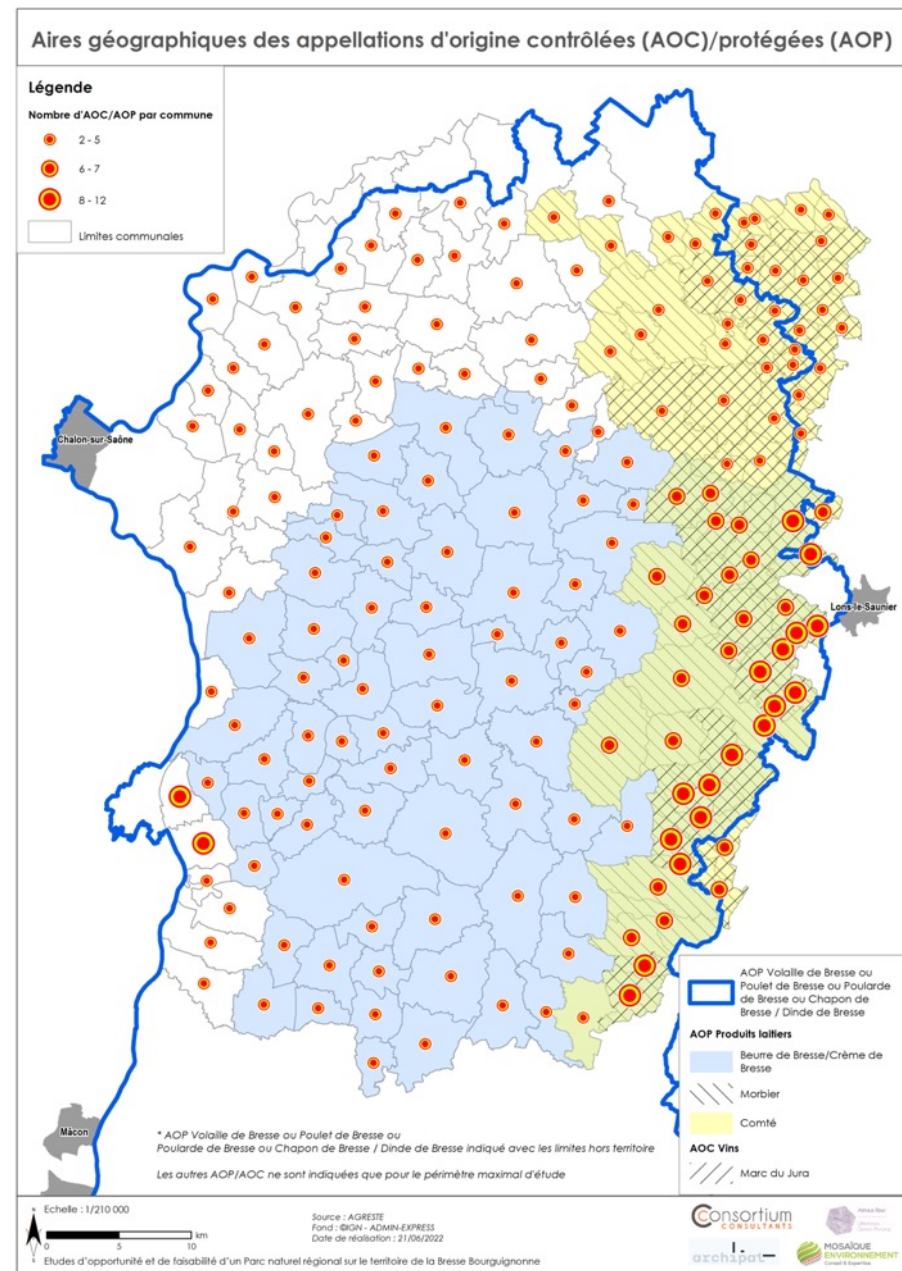 Aires géographiques des appellations d'origine contrôlées (AOC)/protégées (AOP)
Légende
Nombre d'AOC/AOP par commune
2 - 5
6 - 7
8 - 12
Limites communales
Chalon-sur-Saône
Lons-le-Saunier
Mâcon
AOP Volaille de Bresse ou
Poulet de Bresse ou Poularde
de Bresse ou Chapon de
Bresse / Dinde de Bresse
AOP Produits laitiers
Beurre de Bresse/Crème de
Bresse
Morbier
Comté
AOC Vins
Marc du Jura
* AOP Volaille de Bresse ou Poulet de Bresse ou
Poularde de Bresse ou Chapon de Bresse / Dinde de Bresse indiqué avec les limites hors territoire
Les autres AOP/AOC ne sont indiquées que pour le périmètre maximal d'étude
N
S
Echelle : 1/210 000
0 5 10 km
Source : AGRESTE
Fond : ©IGN - ADMIN-EXPRESS
Date de réalisation : 21/06/2022
Etudes d'opportunité et de faisabilité d'un Parc naturel régional sur le territoire de la Bresse Bourguignonne
Consortium
CONSULTANTS
archipat
MOSAÏQUE
ENVIRONNEMENT
Conseil & Expertise